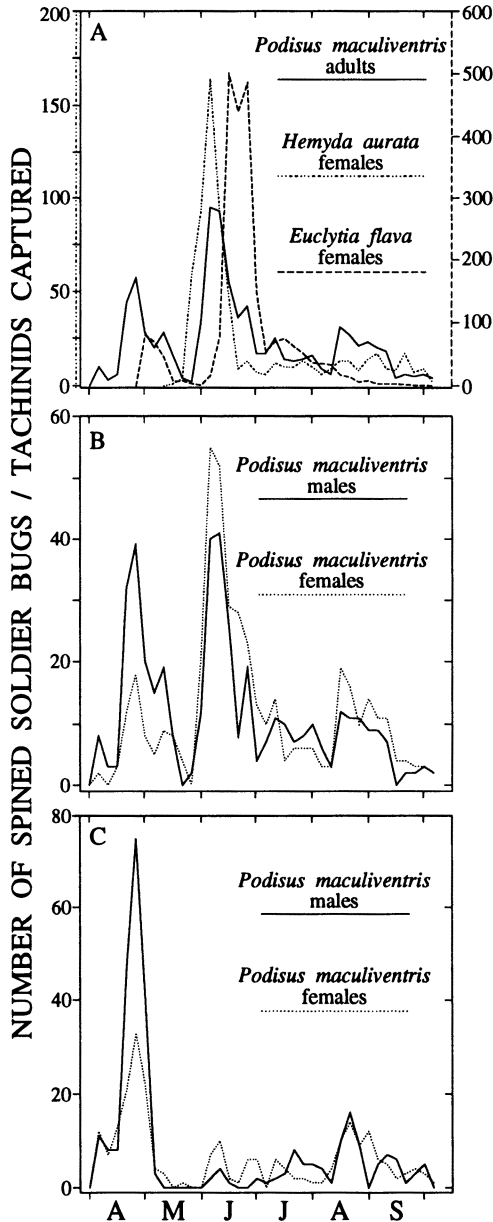 NUMBER OF SPINED SOLDIER BUGS / TACHINIDS CAPTURED
A
200
150
100
50
0
600
500
400
300
200
100
0
Podisus maculiventris
adults
Hemyda aurata
females
Euclytia flava
females
B
60
40
20
0
Podisus maculiventris
males
Podisus maculiventris
females
C
80
60
40
20
0
Podisus maculiventris
males
Podisus maculiventris
females
A M J J A S